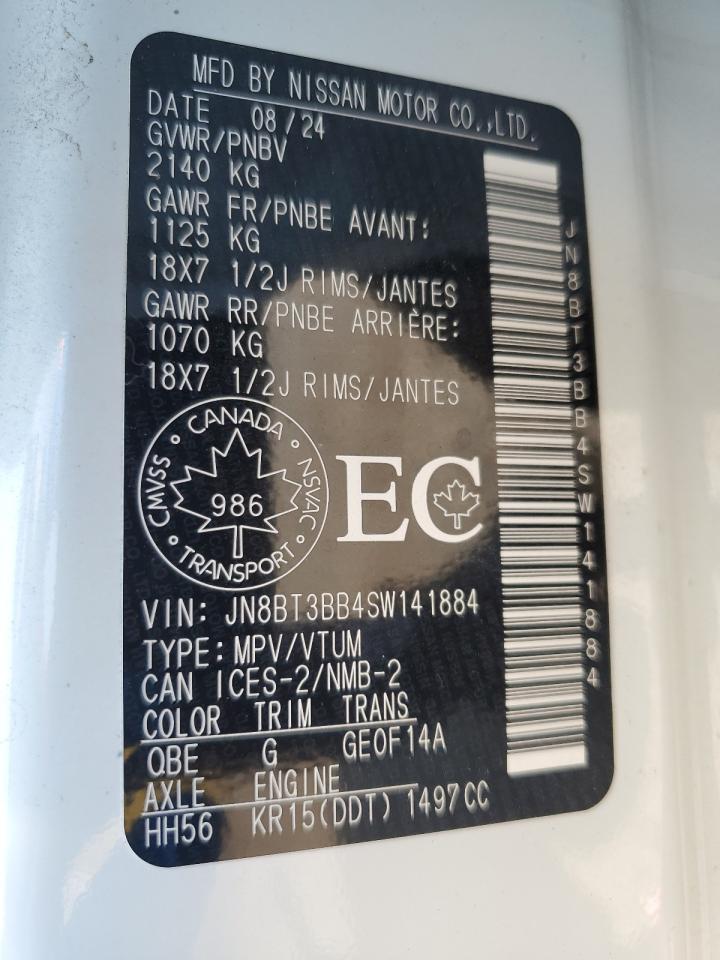 MFD BY NISSAN MOTOR CO.,LTD.
DATE 08/24
GVWR/PNBV
2140 KG
GAWR FR/PNBE AVANT:
1125 KG
18X7 1/2J RIMS/JANTES
GAWR RR/PNBE ARRIÈRE:
1070 KG
18X7 1/2J RIMS/JANTES
CANADA
CMVSS • NSVAC
986
TRANSPORT
EC
VIN: JN8BT3BB4SW141884
TYPE: MPV/VTUM
CAN ICES-2/NMB-2
COLOR TRIM TRANS
QBE G GE0F14A
AXLE ENGINE
HH56 KR15(DDT) 1497CC
JN8BT3BB4SW141884